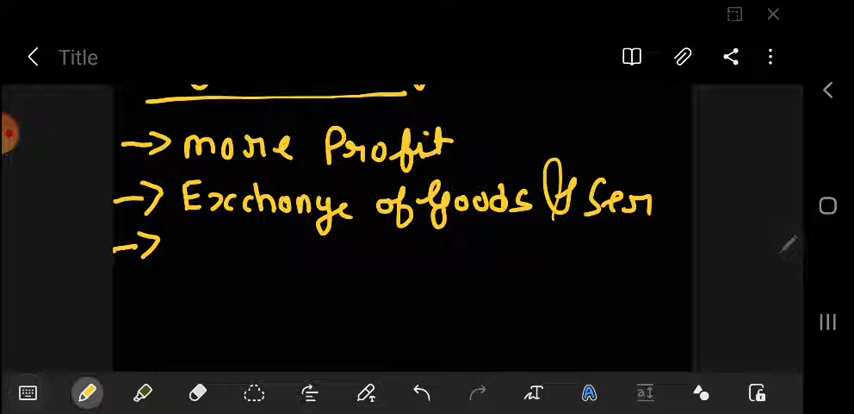 Title
→ more Profit
→ Exchange of Goods & Ser
→